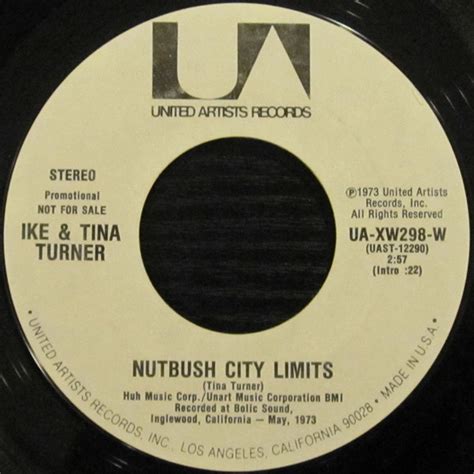 UA
UNITED ARTISTS RECORDS
STEREO
Promotional
NOT FOR SALE
IKE & TINA
TURNER
℗1973 United Artists
Records, Inc.
All Rights Reserved
UA-XW298-W
(UAST-12290)
2:57
(Intro :22)
NUTBUSH CITY LIMITS
(Tina Turner)
Huh Music Corp./Unart Music Corporation BMI
Recorded at Bolic Sound,
Inglewood, California — May, 1973
• UNITED ARTISTS RECORDS, INC., LOS ANGELES, CALIFORNIA 90028 • MADE IN U.S.A. •